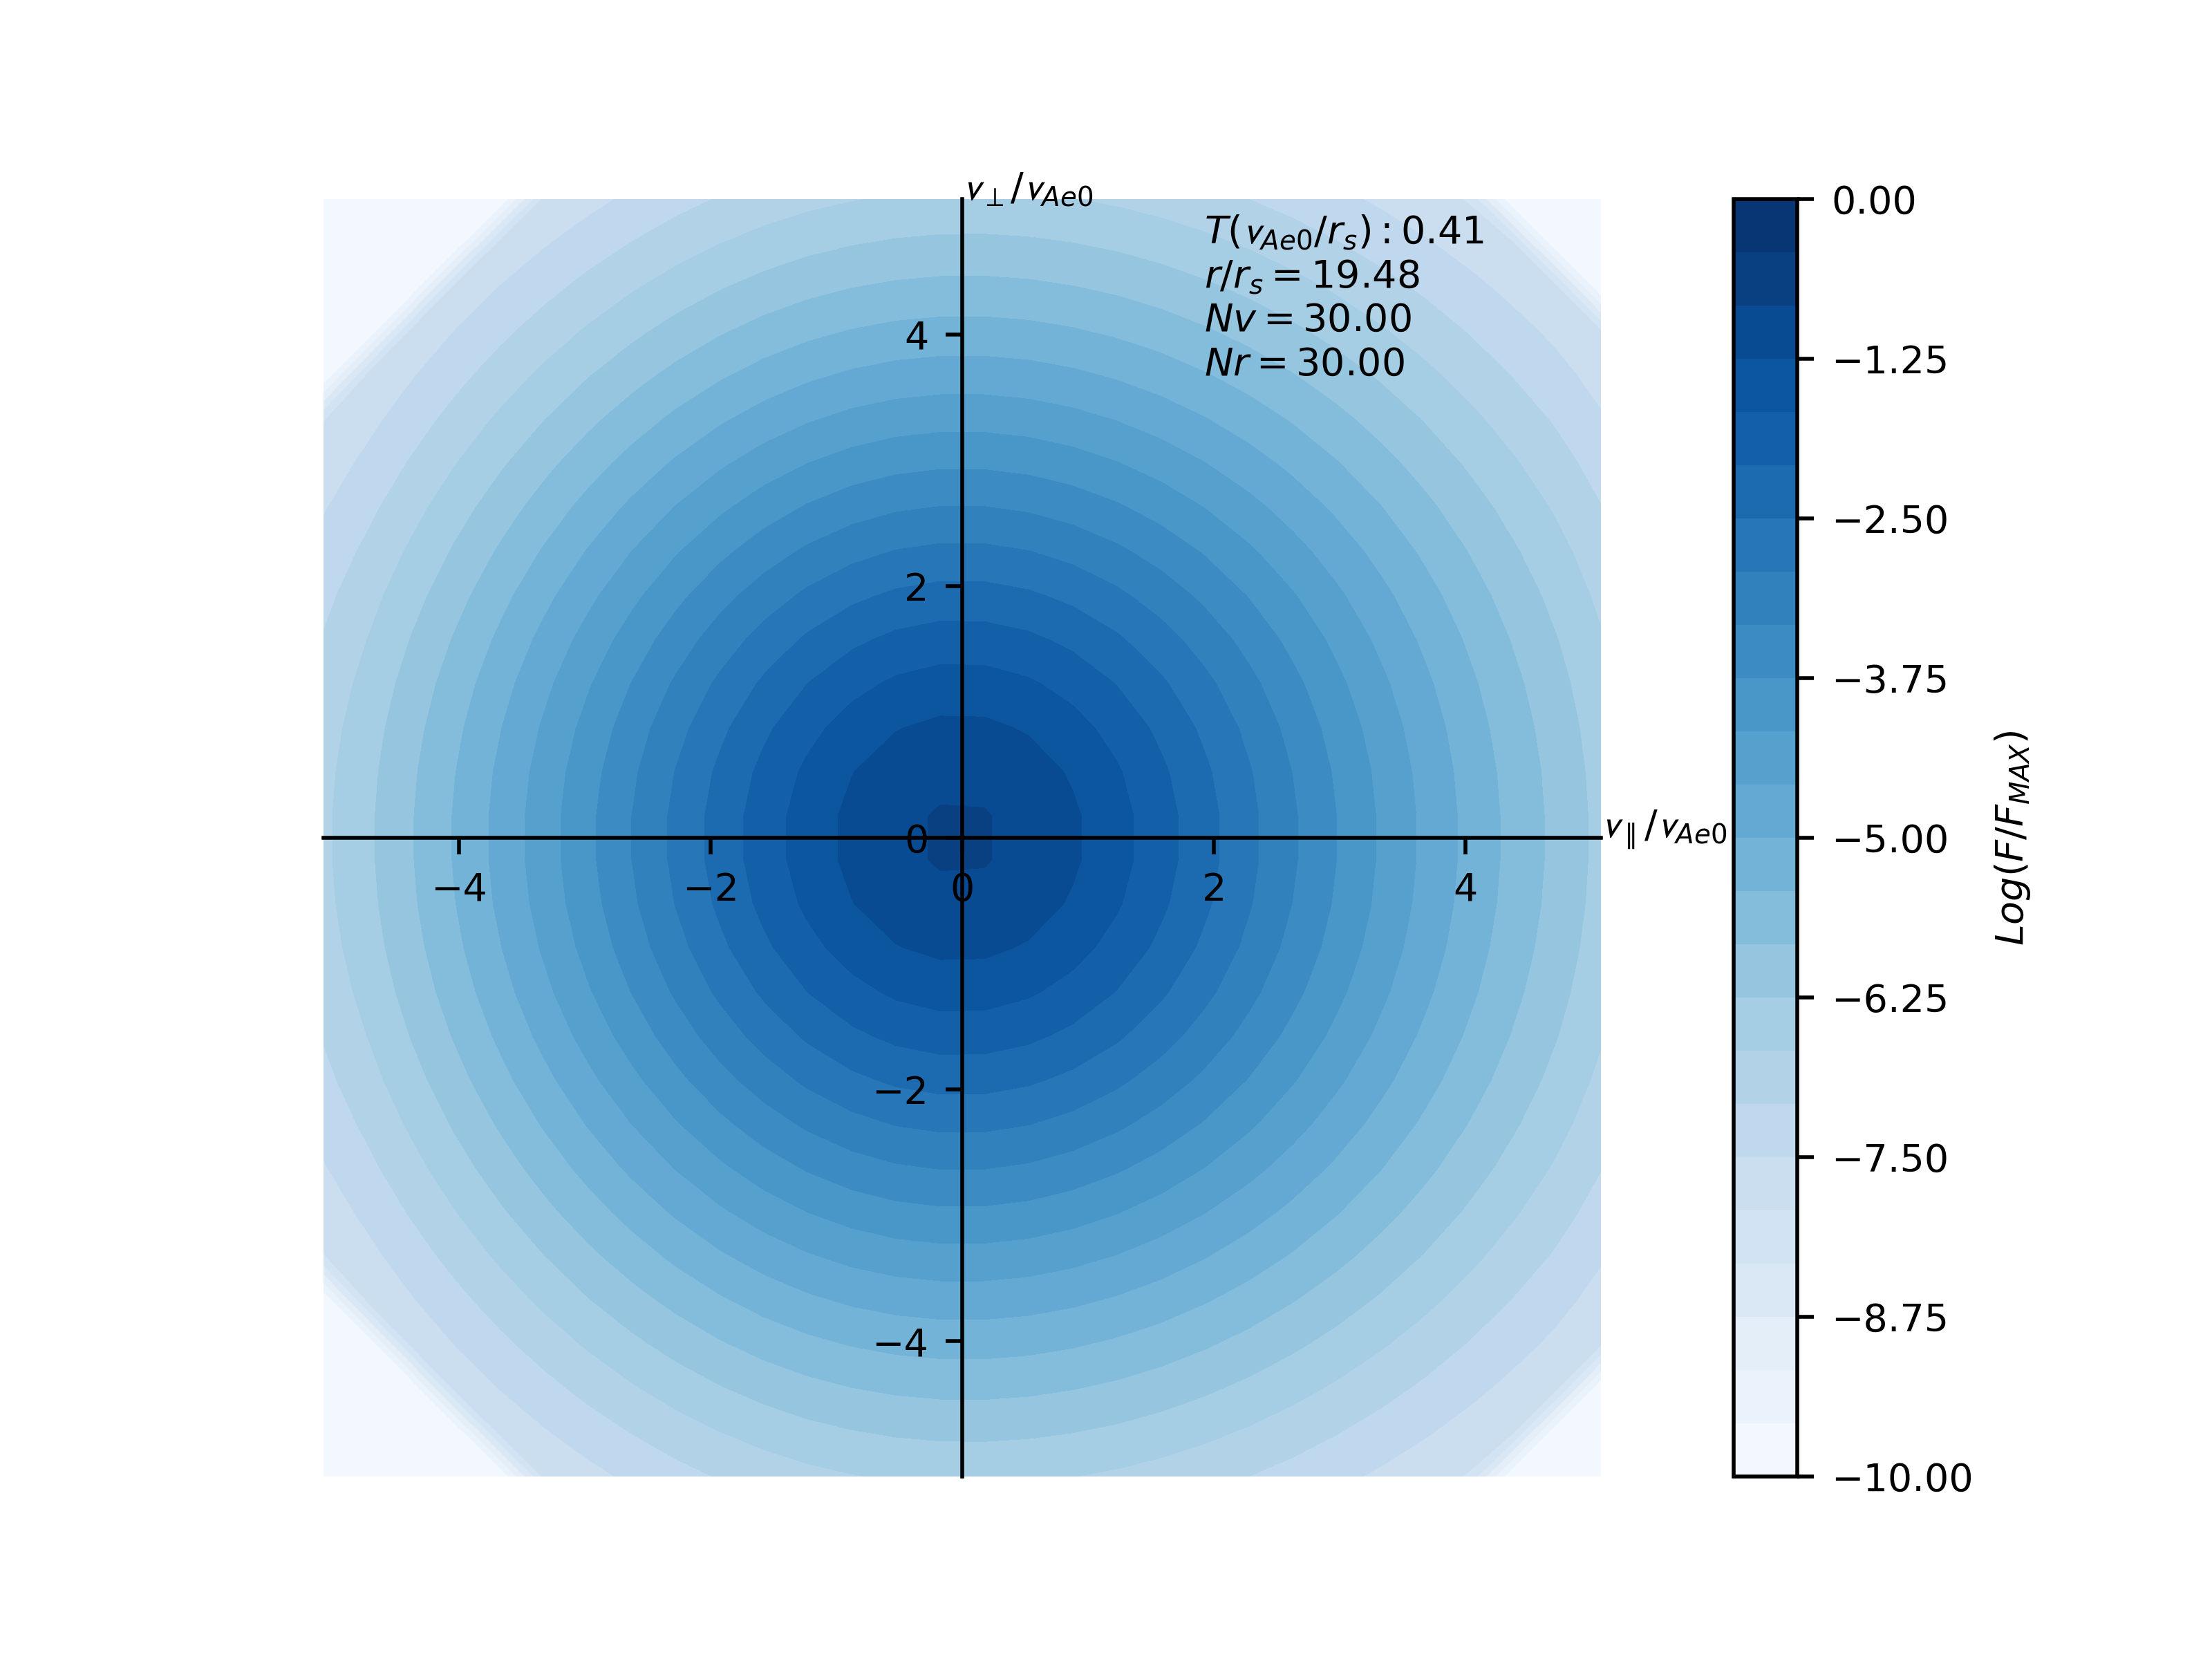 v⊥/vAe0
T(vAe0/rs) : 0.41
r/rs = 19.48
Nv = 30.00
Nr = 30.00
4
2
0
−2
−4
−4
−2
0
2
4
v∥/vAe0
0.00
−1.25
−2.50
−3.75
−5.00
−6.25
−7.50
−8.75
−10.00
Log(F/FMAX)